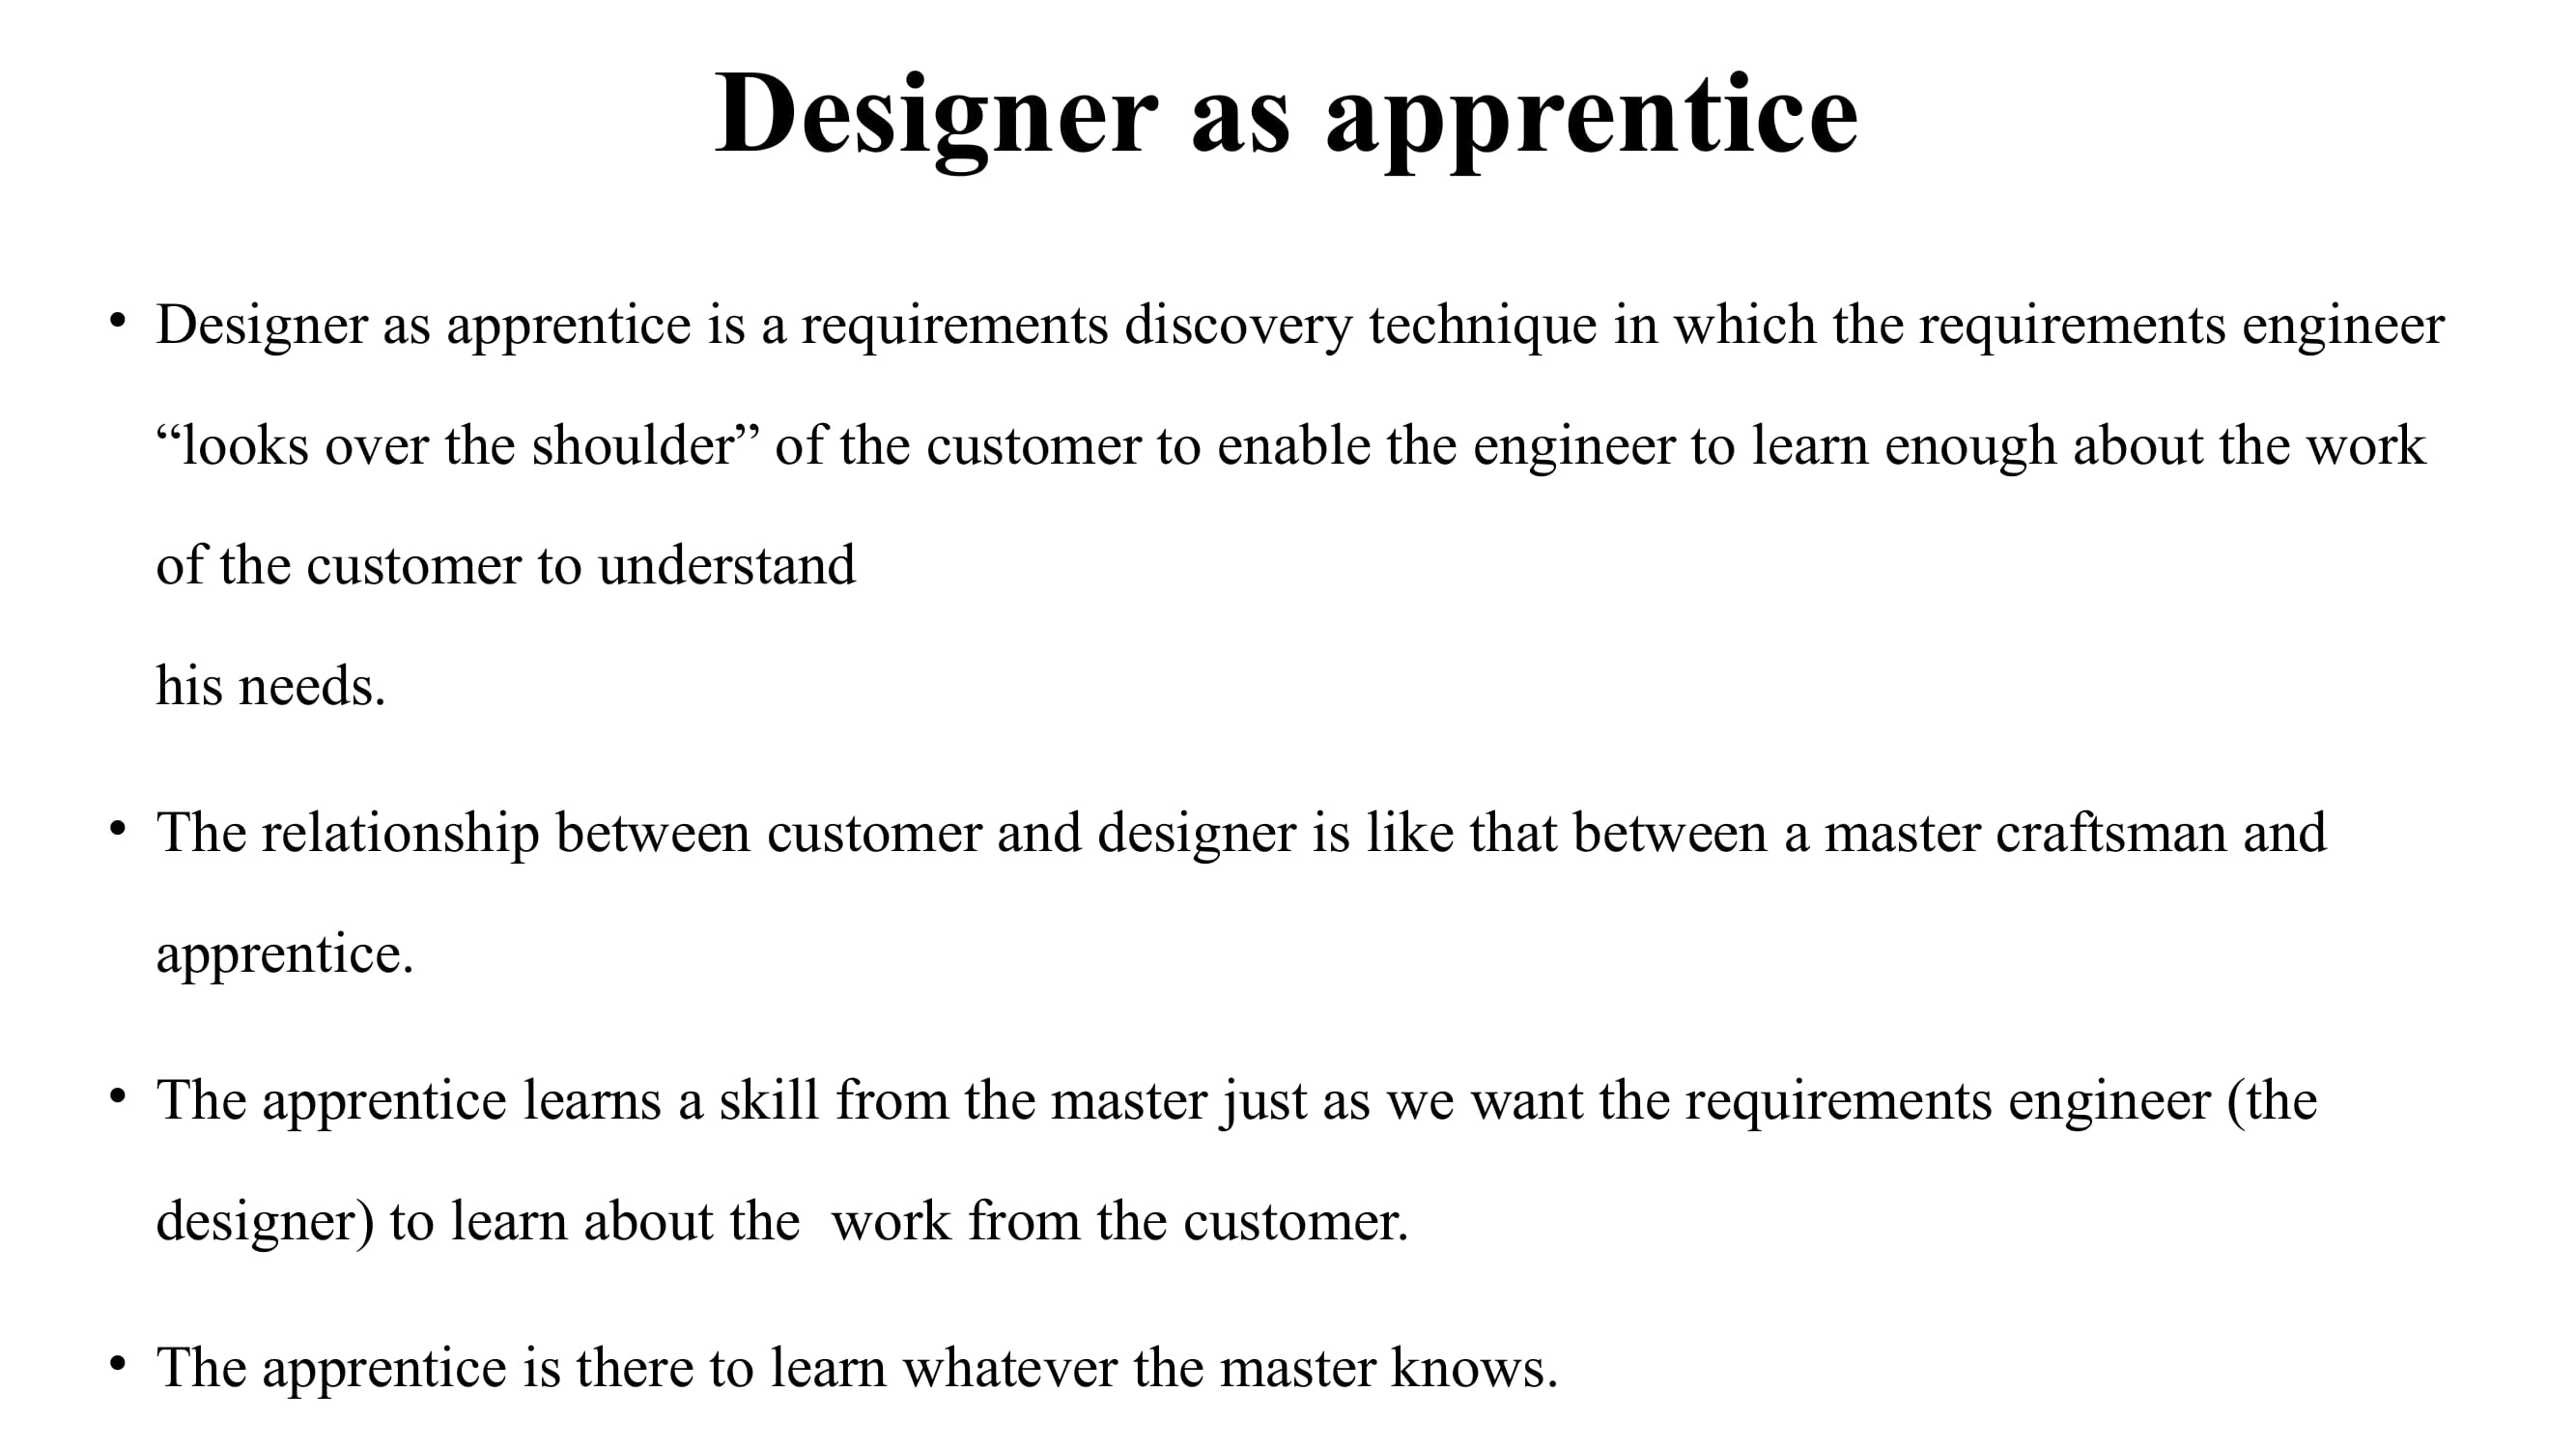 Designer as apprentice
• Designer as apprentice is a requirements discovery technique in which the requirements engineer
“looks over the shoulder” of the customer to enable the engineer to learn enough about the work
of the customer to understand
his needs.
• The relationship between customer and designer is like that between a master craftsman and
apprentice.
• The apprentice learns a skill from the master just as we want the requirements engineer (the
designer) to learn about the  work from the customer.
• The apprentice is there to learn whatever the master knows.